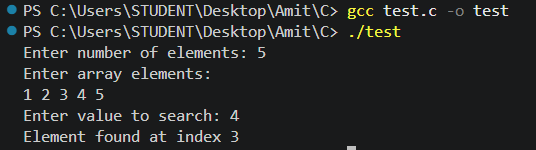 PS C:\Users\STUDENT\Desktop\Amit\C> gcc test.c -o test
PS C:\Users\STUDENT\Desktop\Amit\C> ./test
Enter number of elements: 5
Enter array elements:
1 2 3 4 5
Enter value to search: 4
Element found at index 3